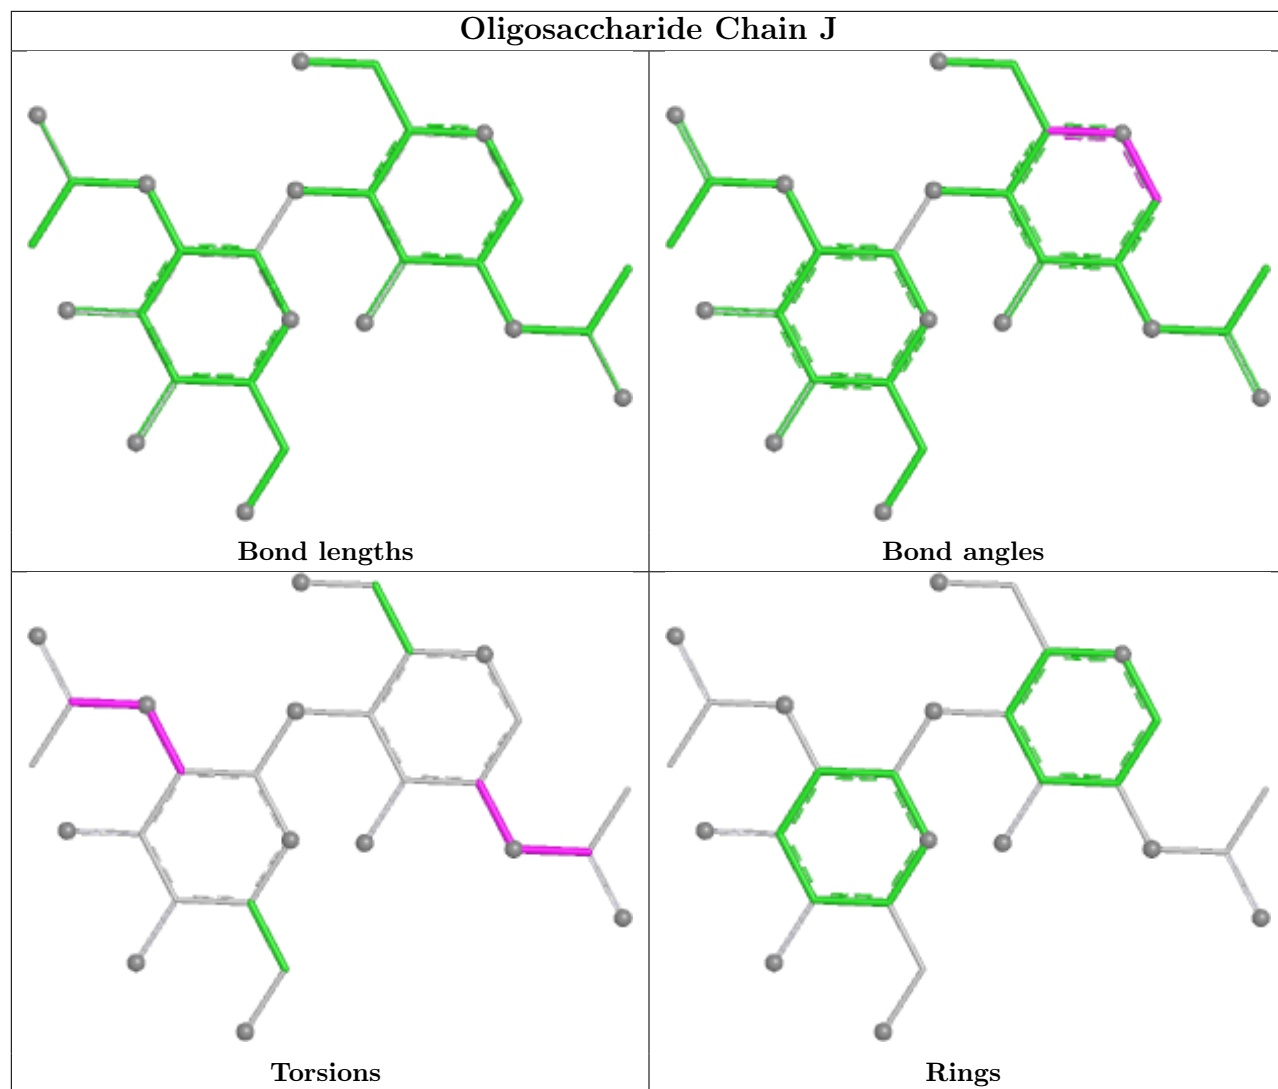 Oligosaccharide Chain J
Bond lengths
Bond angles
Torsions
Rings